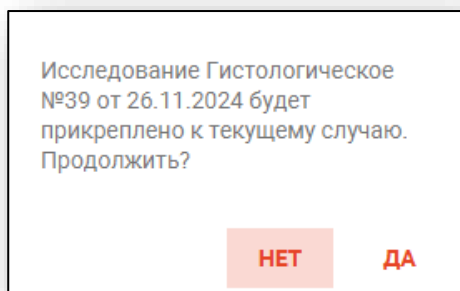 Исследование Гистологическое
№39 от 26.11.2024 будет
прикреплено к текущему случаю.
Продолжить?
НЕТ ДА